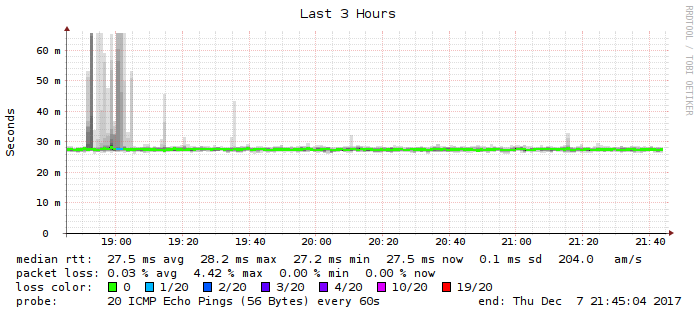 Last 3 Hours
RRDTOOL / TOBI OETIKER
Seconds
60 m
50 m
40 m
30 m
20 m
10 m
0
19:00 19:20 19:40 20:00 20:20 20:40 21:00 21:20 21:40
median rtt: 27.5 ms avg 28.2 ms max 27.2 ms min 27.5 ms now 0.1 ms sd 204.0 am/s
packet loss: 0.03 % avg 4.42 % max 0.00 % min 0.00 % now
loss color: 0 1/20 2/20 3/20 4/20 10/20 19/20
probe: 20 ICMP Echo Pings (56 Bytes) every 60s end: Thu Dec 7 21:45:04 2017